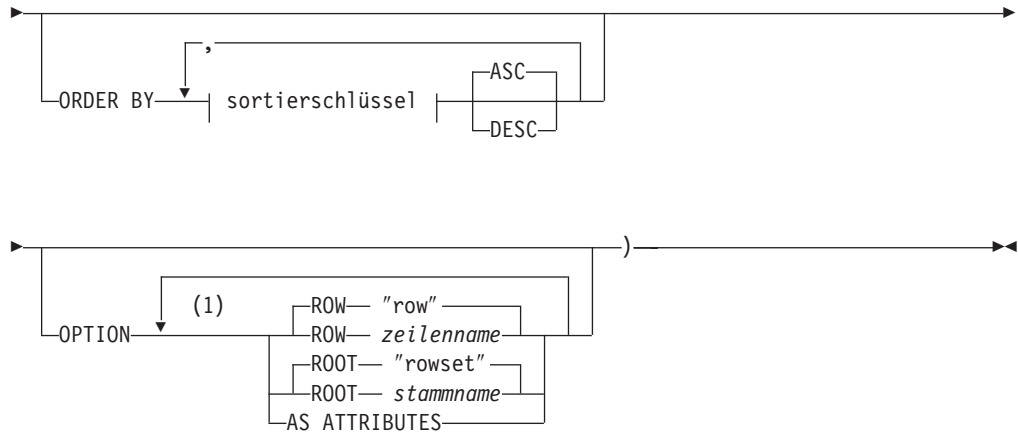 ,
ASC
ORDER BY sortierschlüssel
DESC
)
(1) ROW "row"
OPTION ROW zeilenname
ROOT "rowset"
ROOT stammname
AS ATTRIBUTES